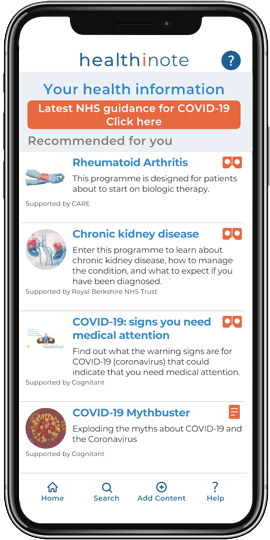 healthinote
?
Your health information
Latest NHS guidance for COVID-19
Click here
Recommended for you
Rheumatoid Arthritis
This programme is designed for patients
about to start on biologic therapy.
Supported by CARE
Chronic kidney disease
Enter this programme to learn about
chronic kidney disease, how to manage
the condition, and what to expect if you
have been diagnosed.
Supported by Royal Berkshire NHS Trust
COVID-19: signs you need
medical attention
Find out what the warning signs are for
COVID-19 (coronavirus) that could
indicate that you need medical attention.
Supported by Cognitant
COVID-19 Mythbuster
Exploding the myths about COVID-19 and
the Coronavirus
Supported by Cognitant
Home
Search
Add Content
?
Help